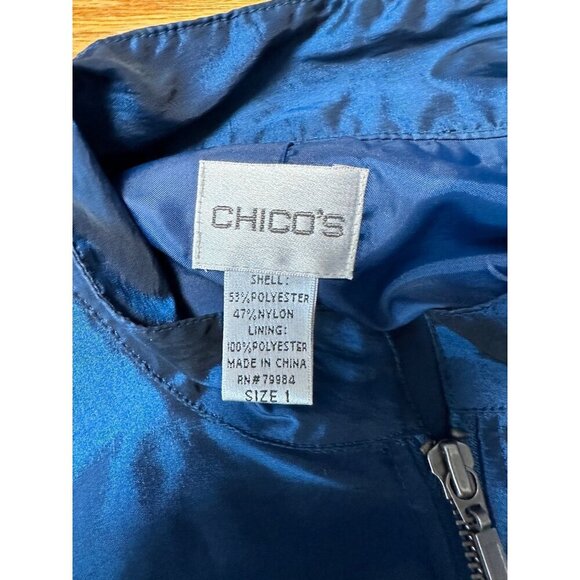 CHICO'S
SHELL:
53%POLYESTER
47%NYLON
LINING:
100%POLYESTER
MADE IN CHINA
RN#79984
SIZE 1